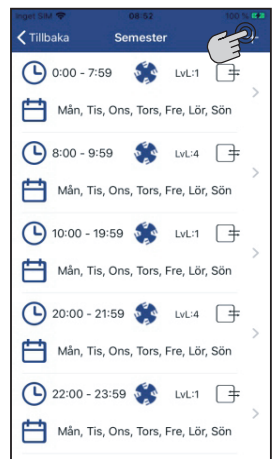 Inget SIM 08:52 100 %
Tillbaka Semester +
0:00 - 7:59 LvL:1
Mån, Tis, Ons, Tors, Fre, Lör, Sön
8:00 - 9:59 LvL:4
Mån, Tis, Ons, Tors, Fre, Lör, Sön
10:00 - 19:59 LvL:1
Mån, Tis, Ons, Tors, Fre, Lör, Sön
20:00 - 21:59 LvL:4
Mån, Tis, Ons, Tors, Fre, Lör, Sön
22:00 - 23:59 LvL:1
Mån, Tis, Ons, Tors, Fre, Lör, Sön